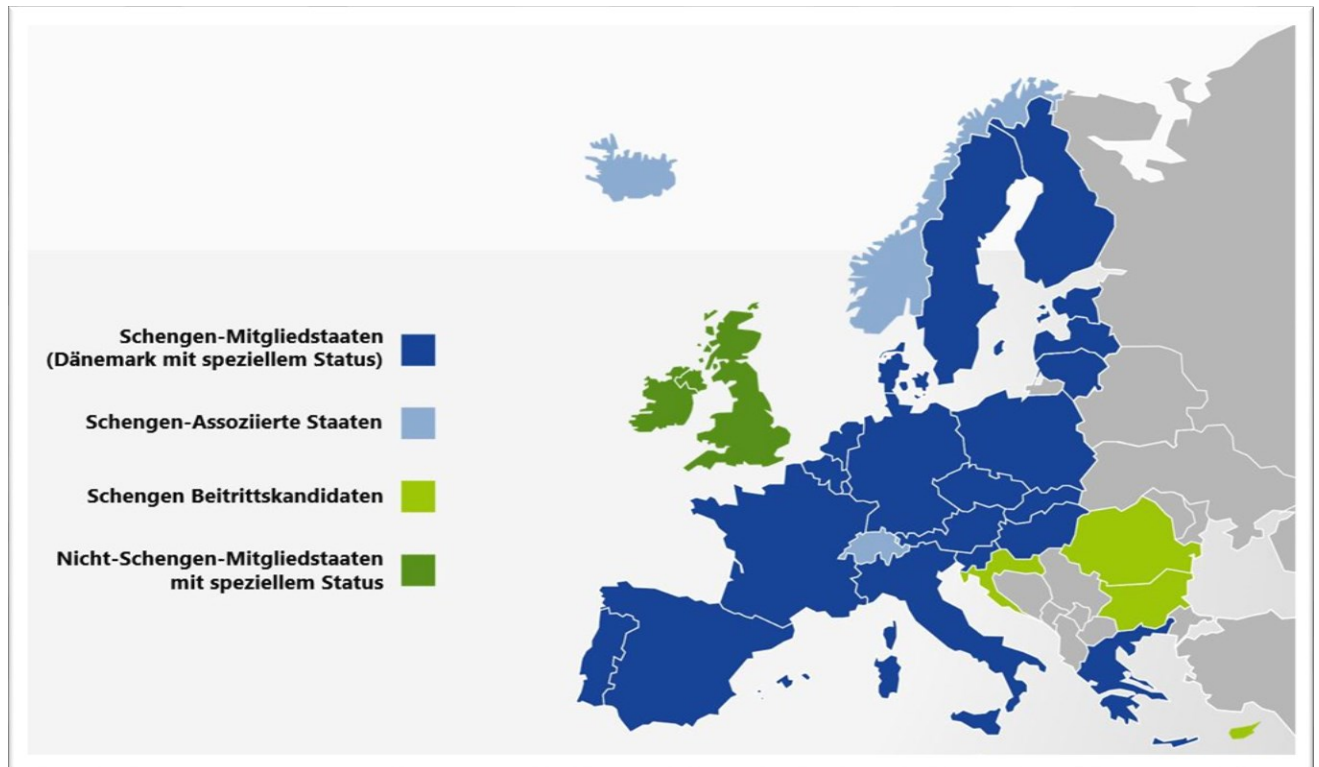 Schengen-Mitgliedstaaten
(Dänemark mit speziellem Status)
Schengen-Assoziierte Staaten
Schengen Beitrittskandidaten
Nicht-Schengen-Mitgliedstaaten
mit speziellem Status